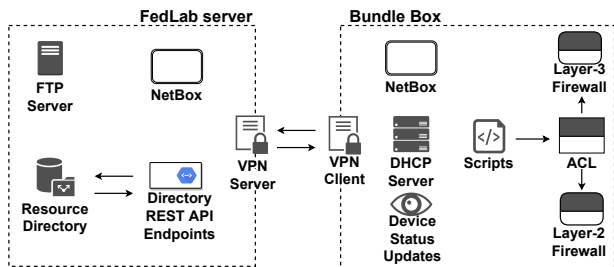 FedLab server
FTP
Server
NetBox
Resource
Directory
Directory
REST API
Endpoints
VPN
Server
Bundle Box
VPN
Client
NetBox
DHCP
Server
Device
Status
Updates
Scripts
Layer-3
Firewall
ACL
Layer-2
Firewall